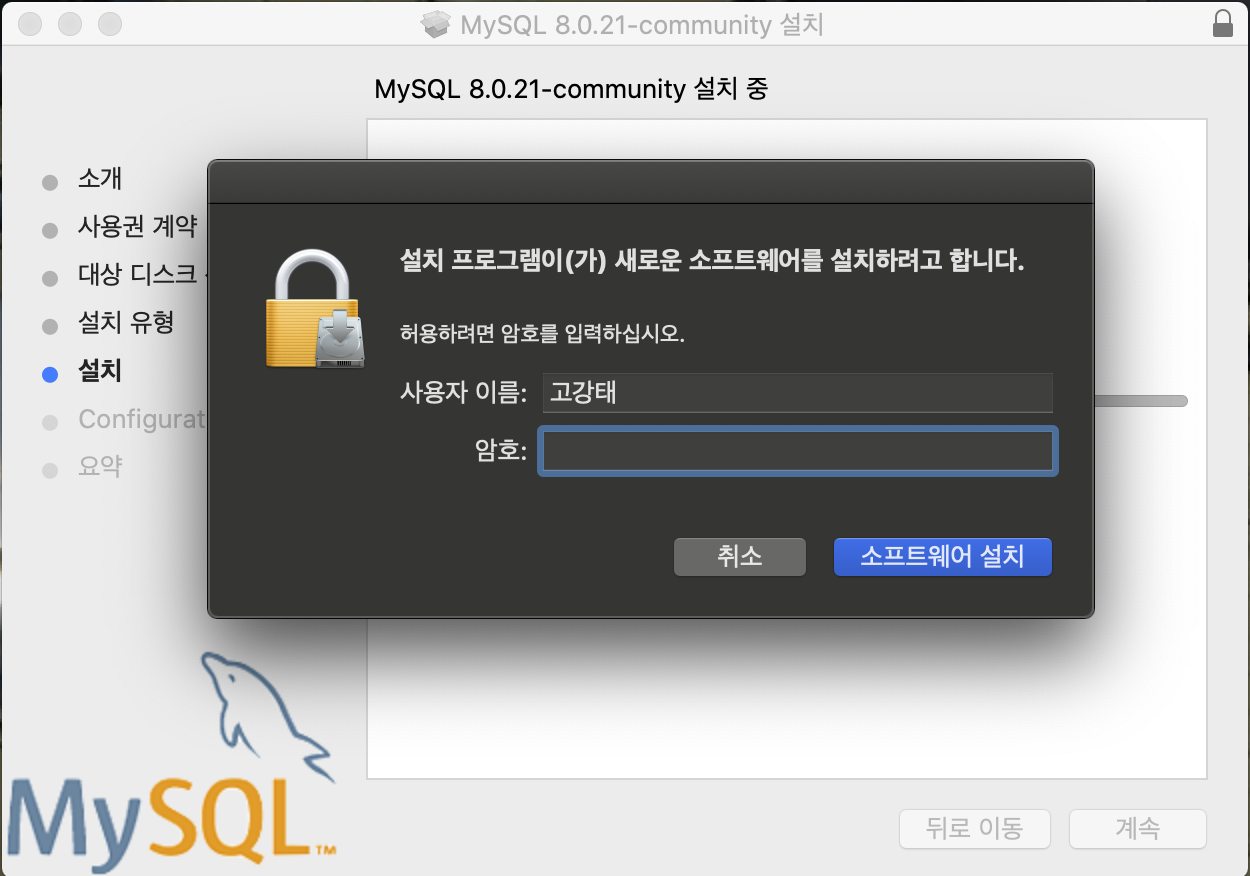 MySQL 8.0.21-community 설치
MySQL 8.0.21-community 설치 중
소개
사용권 계약
대상 디스크
설치 유형
설치
Configurat
요약
설치 프로그램이(가) 새로운 소프트웨어를 설치하려고 합니다.
허용하려면 암호를 입력하십시오.
사용자 이름: 고강태
암호:
취소 소프트웨어 설치
MySQL™
뒤로 이동 계속